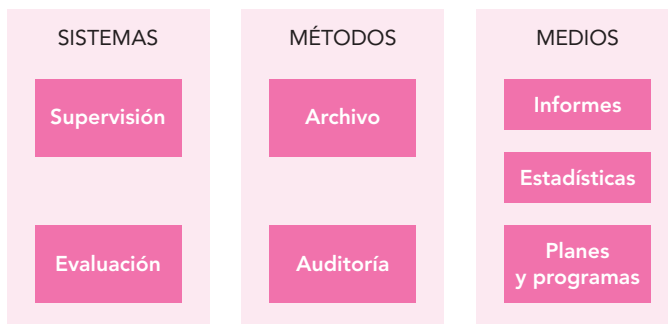 SISTEMAS
Supervisión
Evaluación
MÉTODOS
Archivo
Auditoría
MEDIOS
Informes
Estadísticas
Planes
y programas